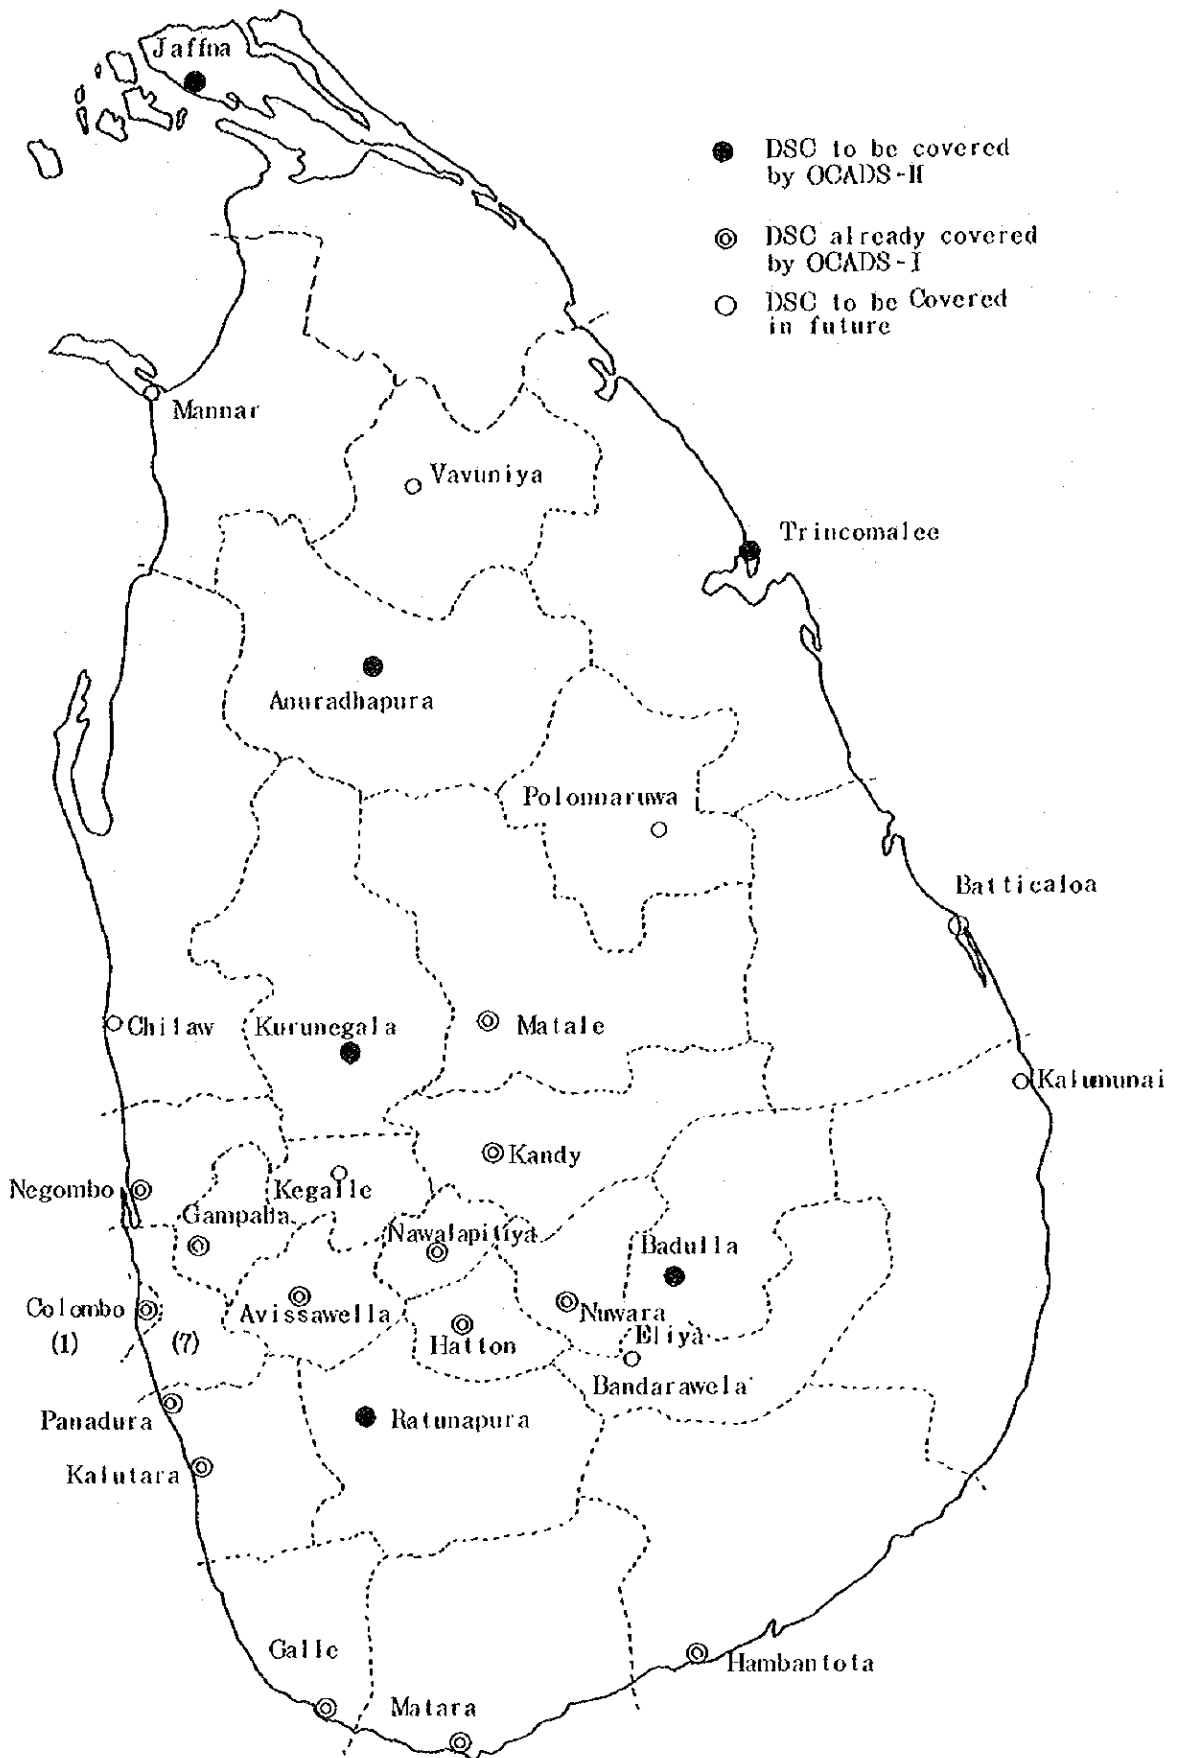 Jaffna
DSC to be covered
by OCADS-II
DSC already covered
by OCADS-I
DSC to be Covered
in future
Mannar
Vavuniya
Trincomalee
Anuradhapura
Polonnaruwa
Batticaloa
Chilaw
Kurunegala
Matale
Kalumunai
Kandy
Negombo
Kegalle
Gampaha
Nawalapitiya
Badulla
Colombo
(1)
(7)
Avissawella
Nuwara
Eliya
Hatton
Bandarawela
Panadura
Ratunapura
Kalutara
Galle
Hambantota
Matara